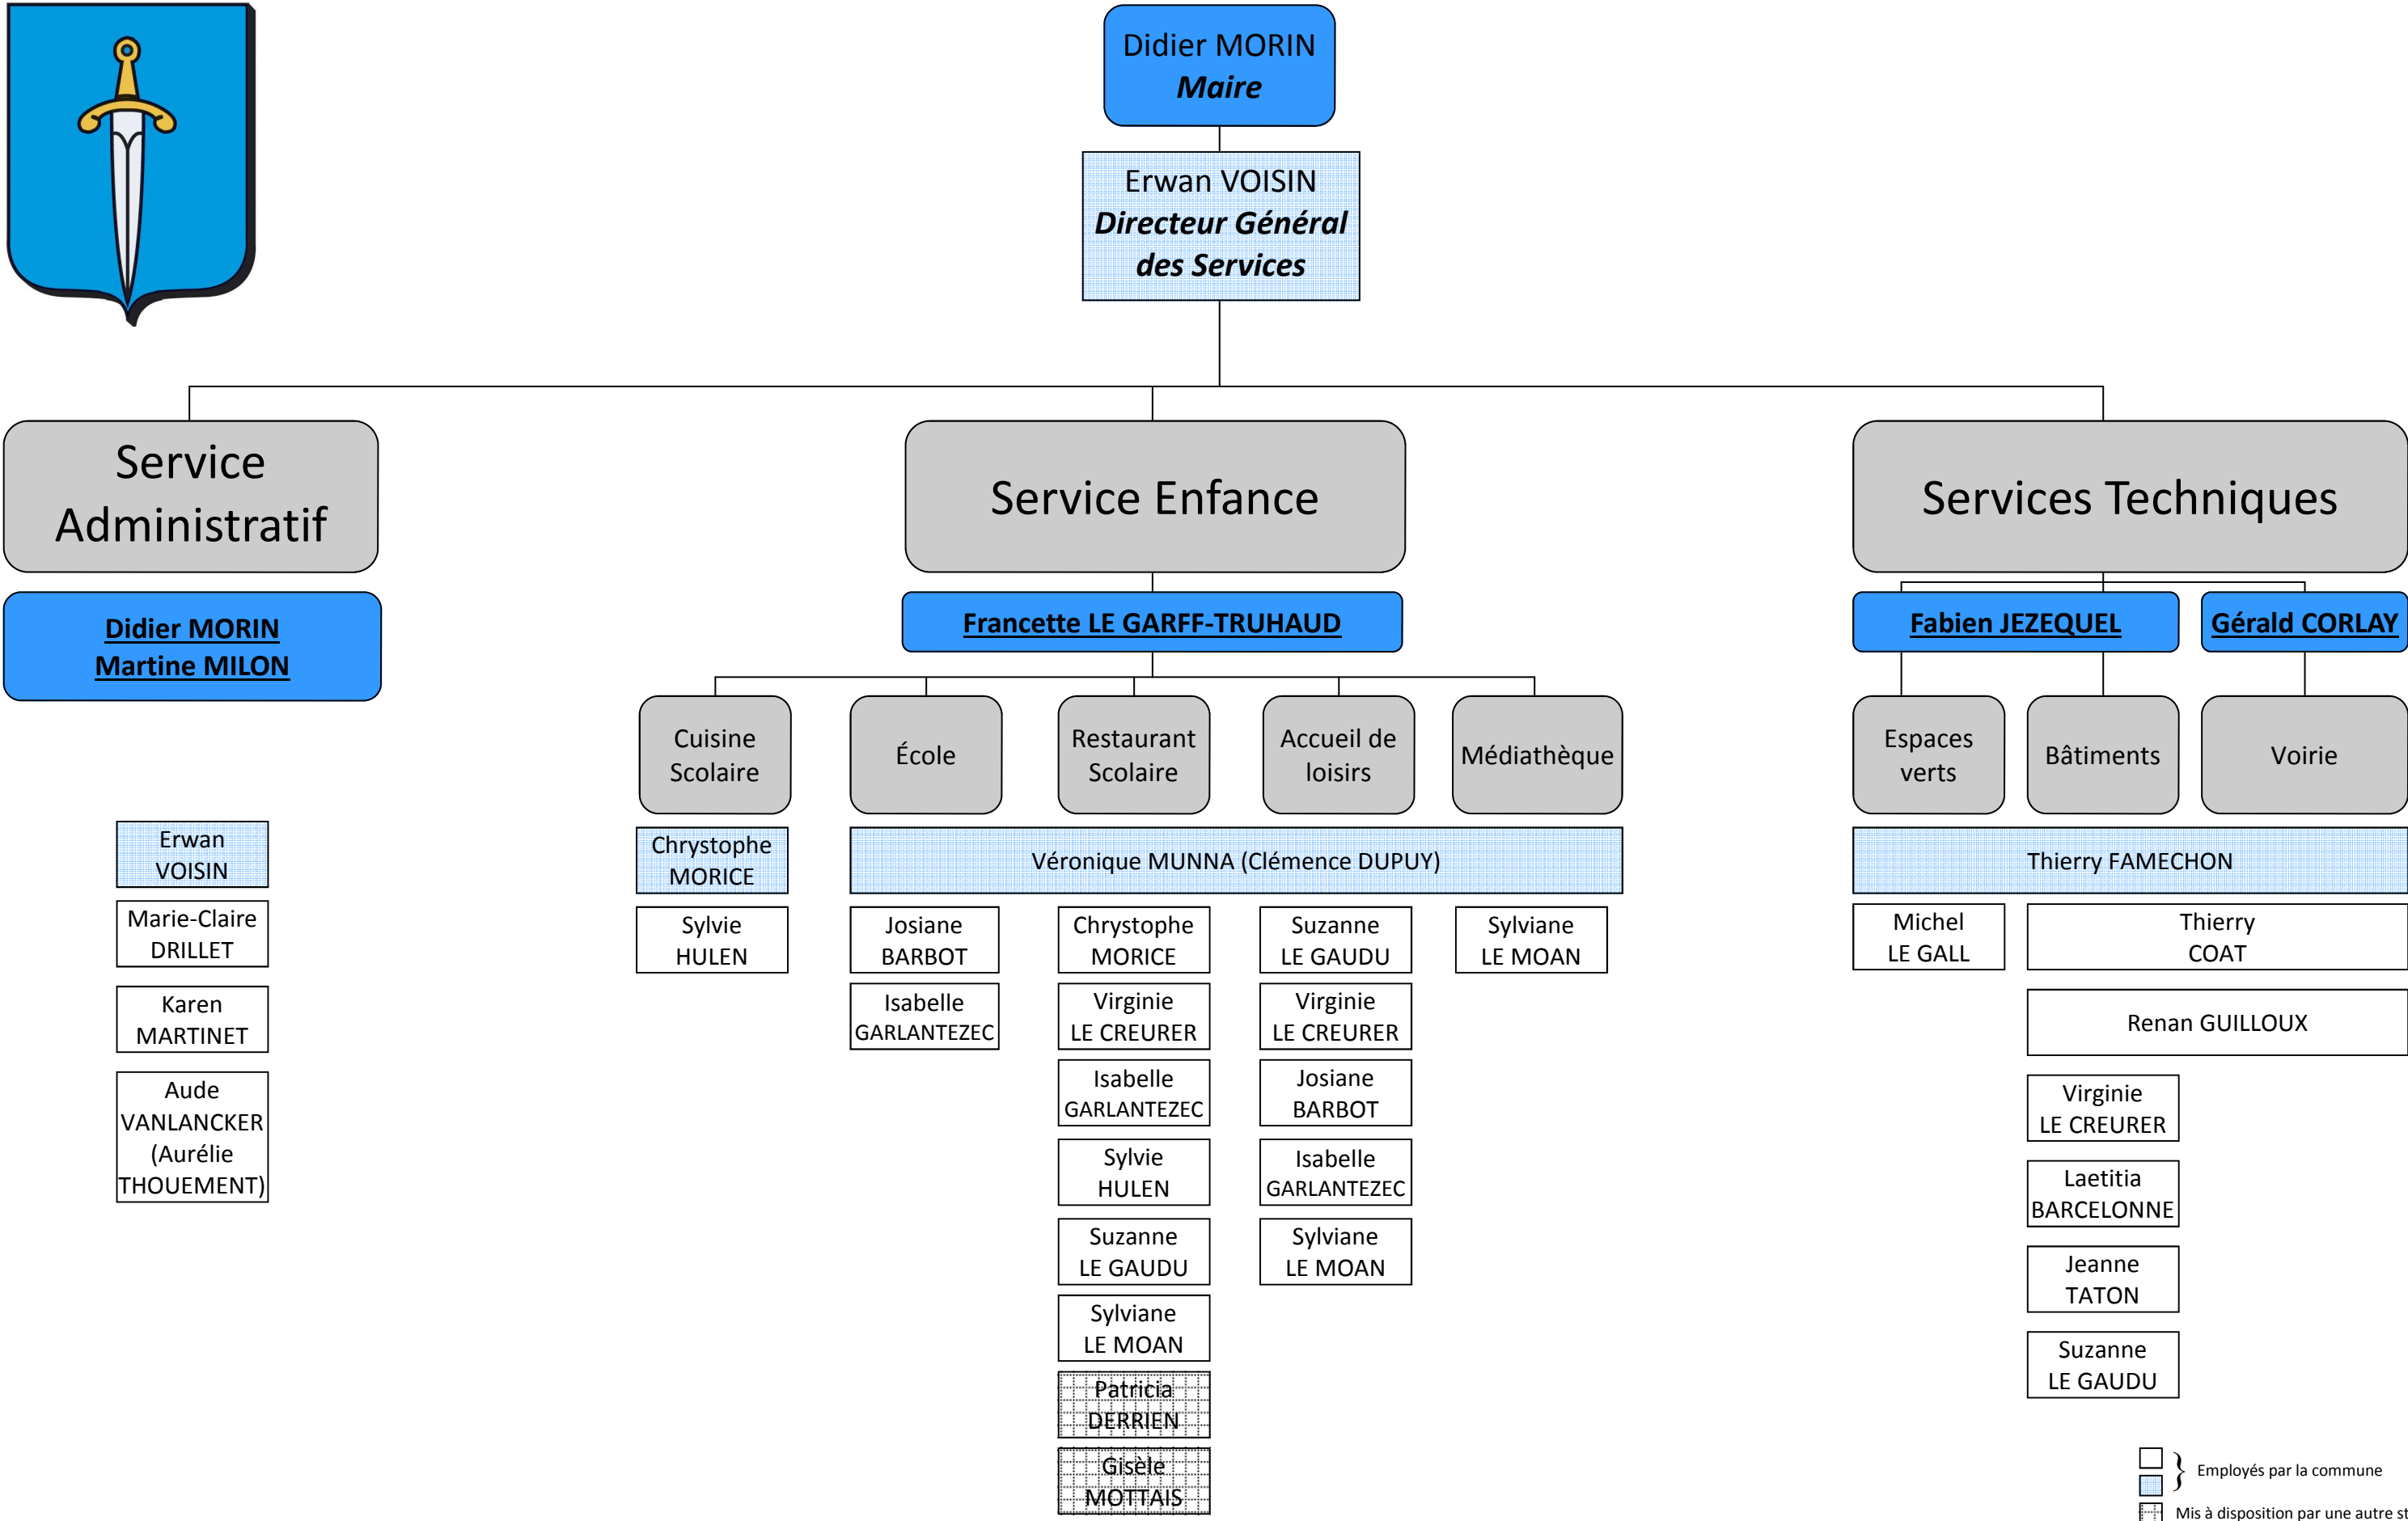 Didier MORIN
Maire
Erwan VOISIN
Directeur Général
des Services
Service
Administratif
Service Enfance
Services Techniques
Didier MORIN
Martine MILON
Francette LE GARFF-TRUHAUD
Fabien JEZEQUEL
Gérald CORLAY
Cuisine
Scolaire
École
Restaurant
Scolaire
Accueil de
loisirs
Médiathèque
Espaces
verts
Bâtiments
Voirie
Erwan
VOISIN
Marie-Claire
DRILLET
Karen
MARTINET
Aude
VANLANCKER
(Aurélie
THOUEMENT)
Chrystophe
MORICE
Sylvie
HULEN
Véronique MUNNA (Clémence DUPUY)
Josiane
BARBOT
Isabelle
GARLANTEZEC
Chrystophe
MORICE
Virginie
LE CREURER
Isabelle
GARLANTEZEC
Sylvie
HULEN
Suzanne
LE GAUDU
Sylviane
LE MOAN
Patricia
DERRIEN
Gisèle
MOTTAIS
Suzanne
LE GAUDU
Virginie
LE CREURER
Josiane
BARBOT
Isabelle
GARLANTEZEC
Sylviane
LE MOAN
Sylviane
LE MOAN
Thierry FAMECHON
Michel
LE GALL
Thierry
COAT
Renan GUILLOUX
Virginie
LE CREURER
Laetitia
BARCELONNE
Jeanne
TATON
Suzanne
LE GAUDU
} Employés par la commune
Mis à disposition par une autre st